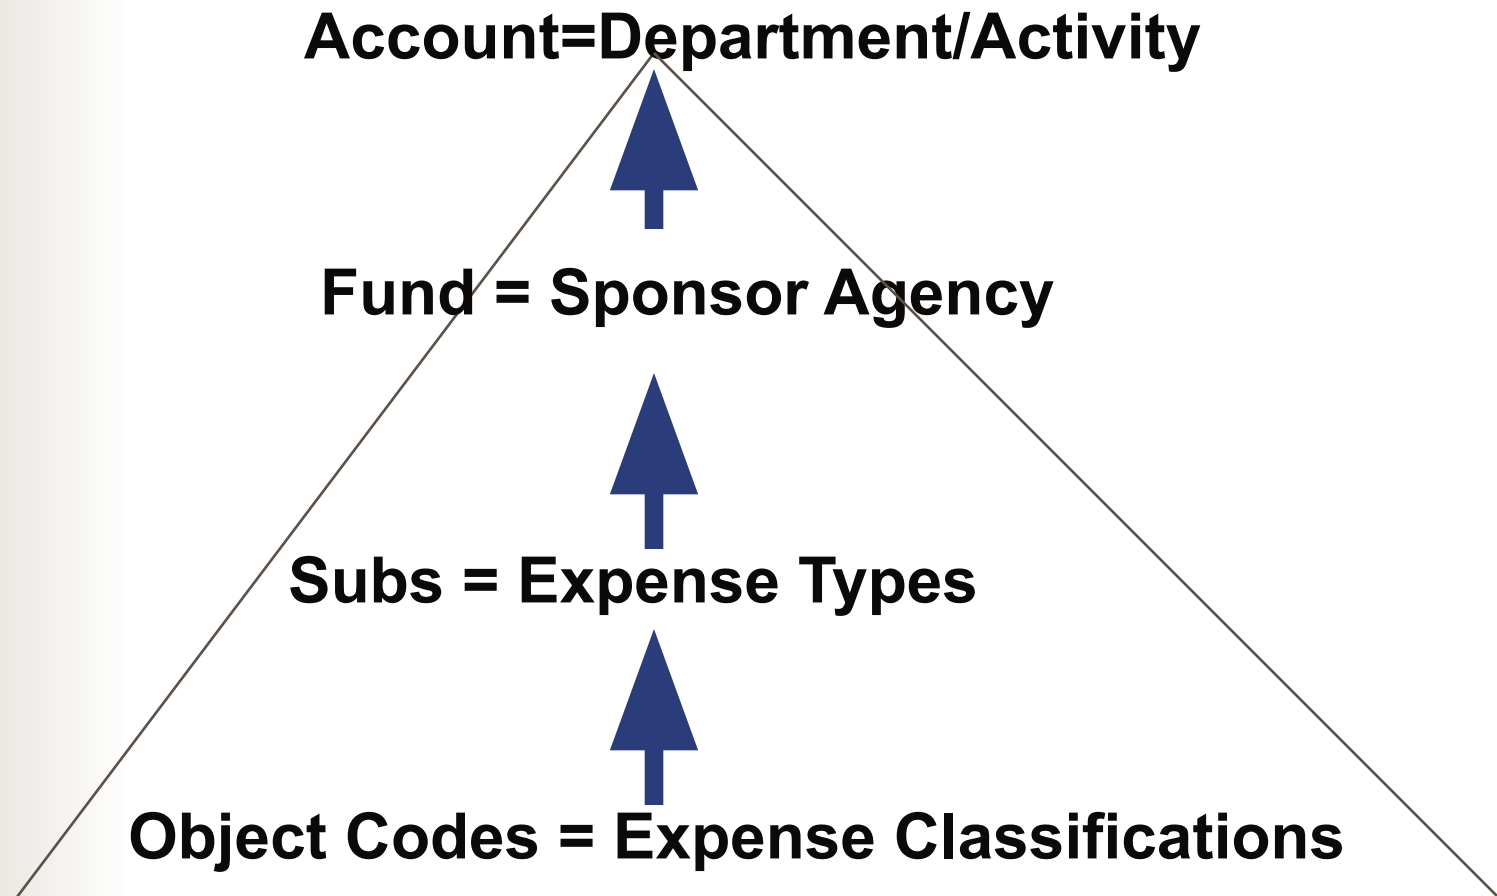 Account=Department/Activity
Fund = Sponsor Agency
Subs = Expense Types
Object Codes = Expense Classifications